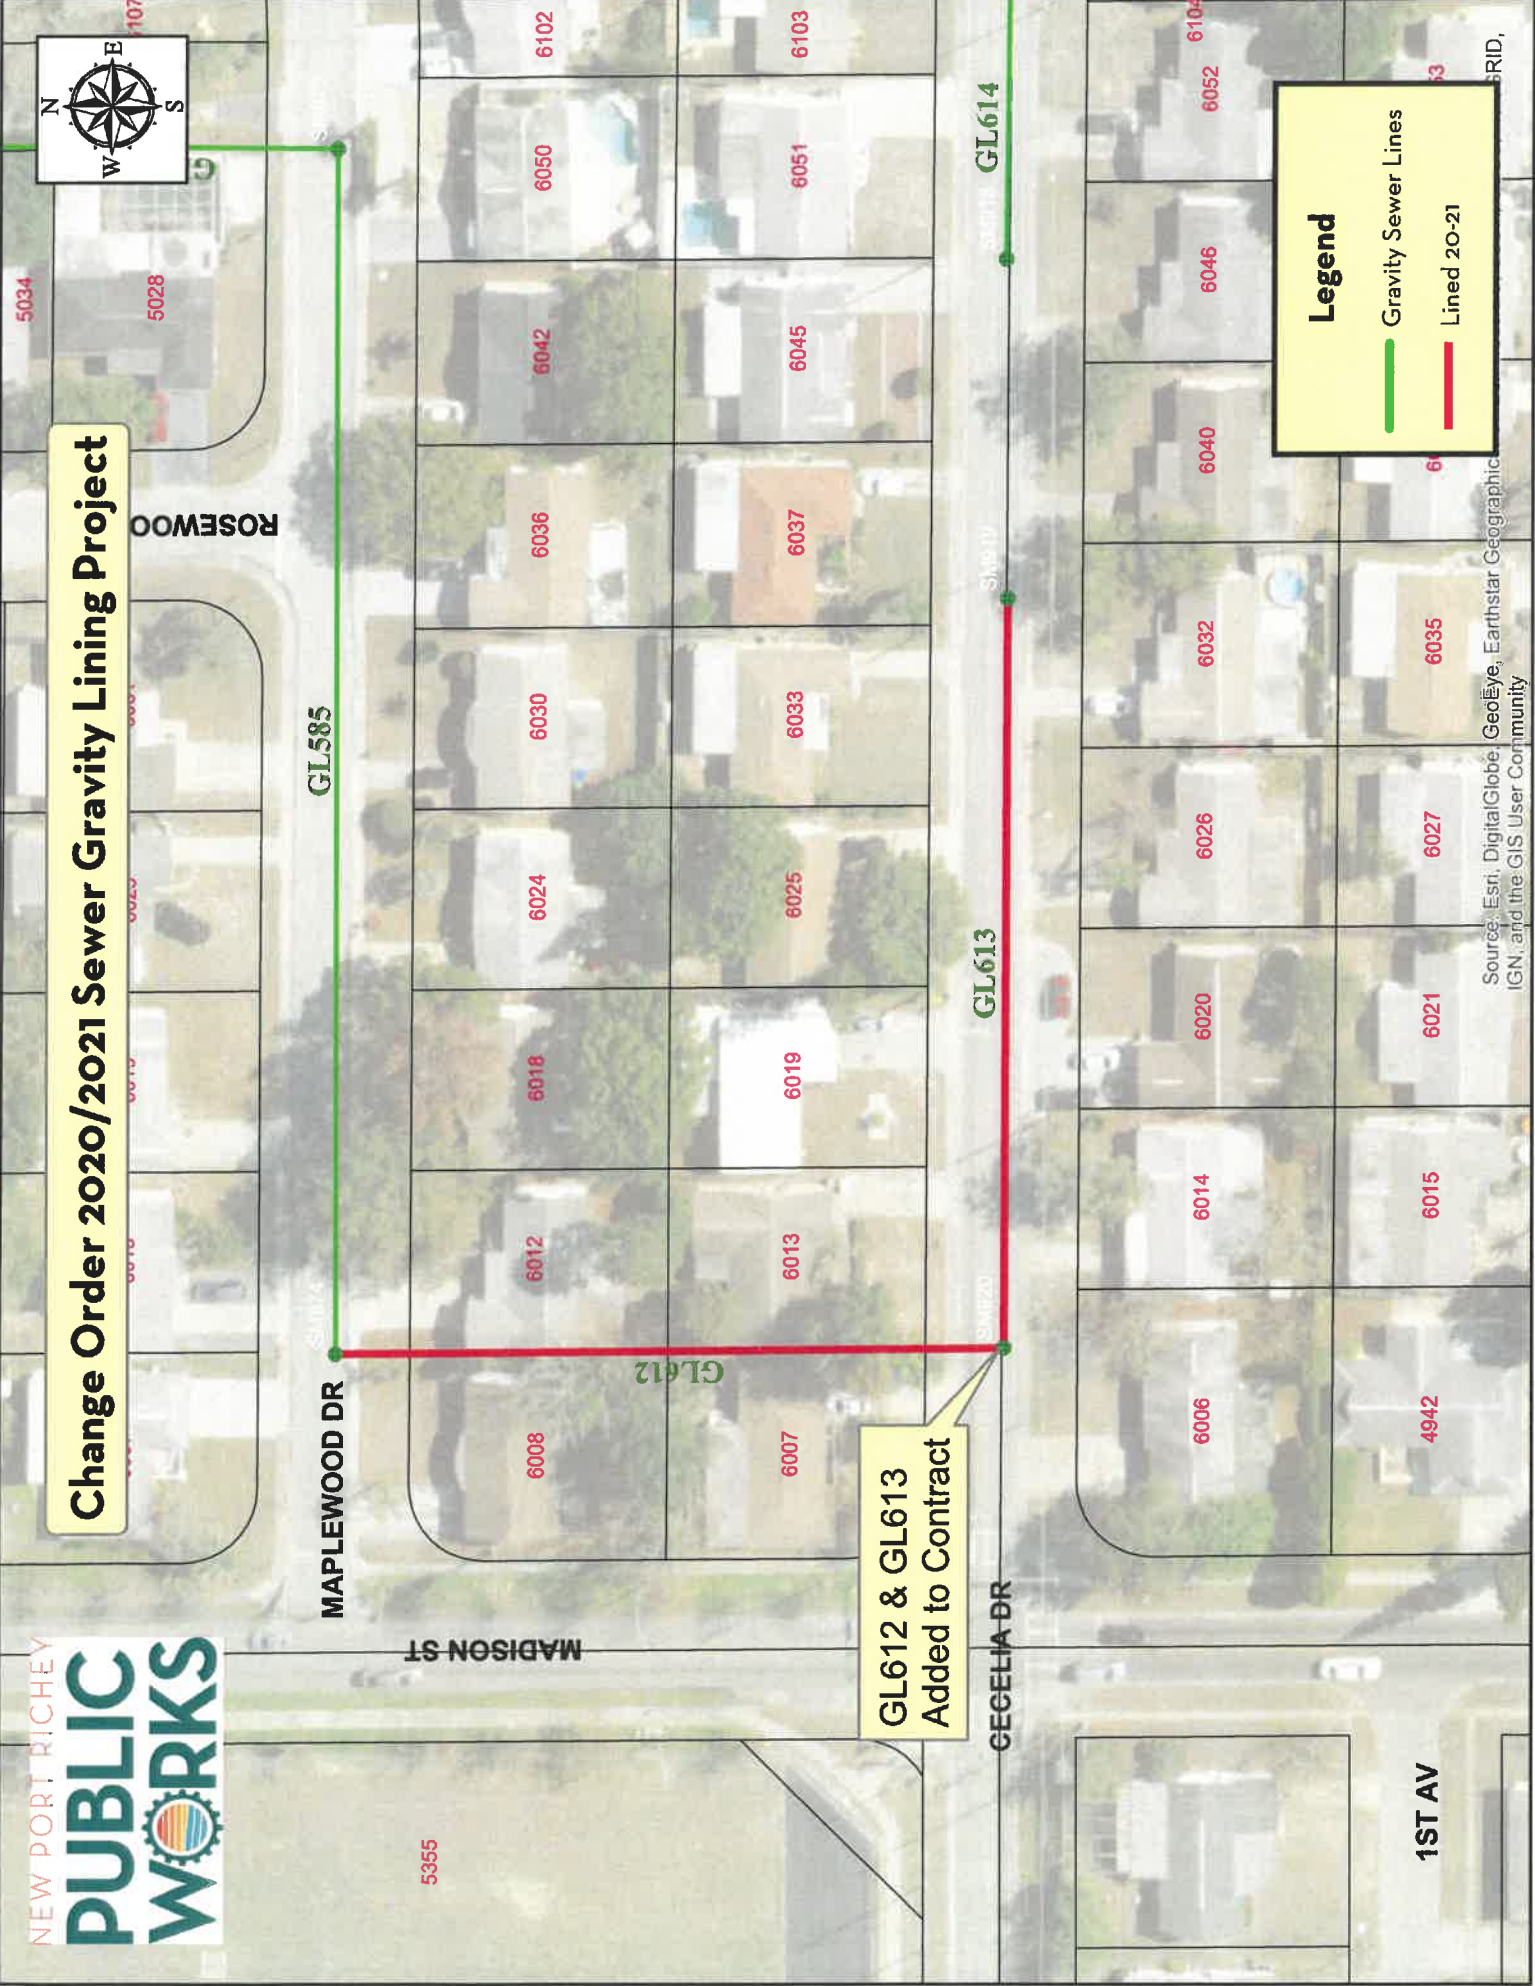 Change Order 2020/2021 Sewer Gravity Lining Project
NEW PORT RICHEY
PUBLIC
WORKS
N
W
E
S
5034
5028
G
ROSEWOO
GL585
MAPLEWOOD DR
MADISON ST
6008
6012
6018
6024
6030
6036
6042
6050
6102
6007
6013
6019
6025
6033
6037
6045
6051
6103
5355
GL612
GL613
GL614
GL612 & GL613
Added to Contract
CECELIA DR
6006
6014
6020
6026
6032
6040
6046
6052
6104
4942
6015
6021
6027
6035
1ST AV
Legend
Gravity Sewer Lines
Lined 20-21
Source: Esri, DigitalGlobe, GeoEye, Earthstar Geographics
IGN, and the GIS User Community